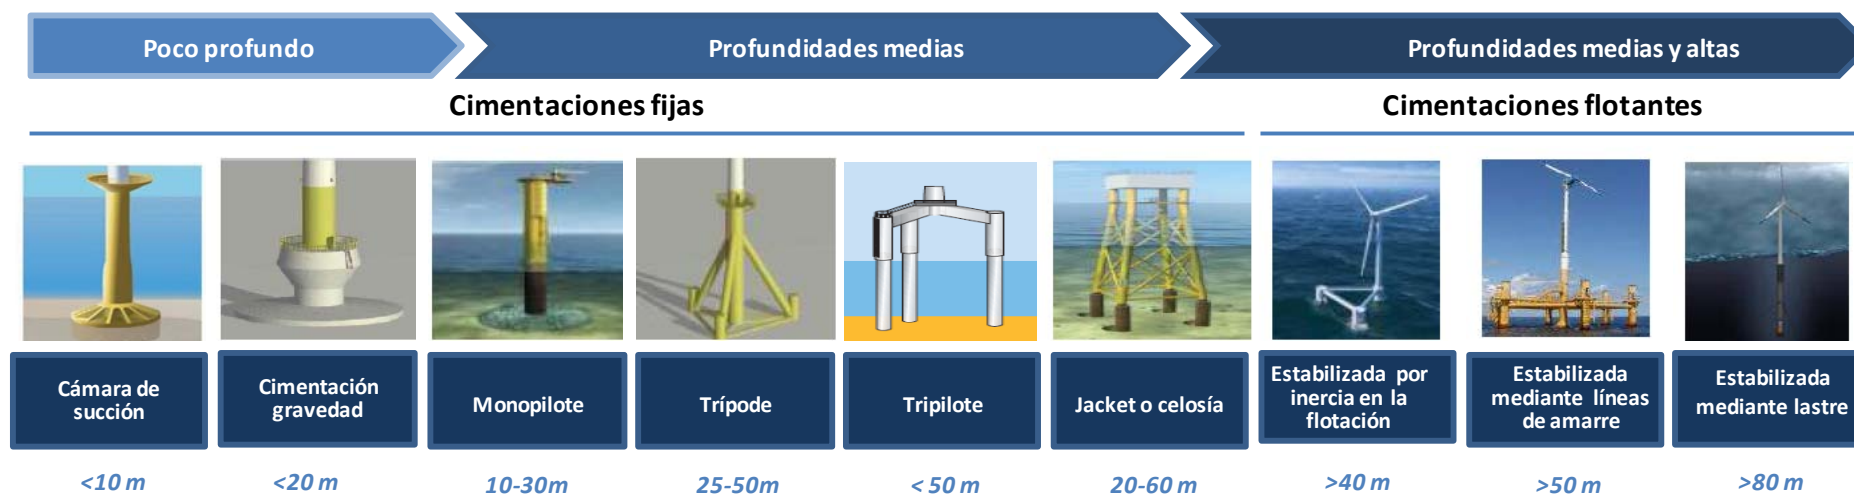 Poco profundo
Profundidades medias
Profundidades medias y altas
Cimentaciones fijas
Cimentaciones flotantes
Cámara de
succión
Cimentación
gravedad
Monopilote
Trípode
Tripilote
Jacket o celosía
Estabilizada por
inercia en la
flotación
Estabilizada
mediante líneas
de amarre
Estabilizada
mediante lastre
<10 m
<20 m
10-30m
25-50m
< 50 m
20-60 m
>40 m
>50 m
>80 m